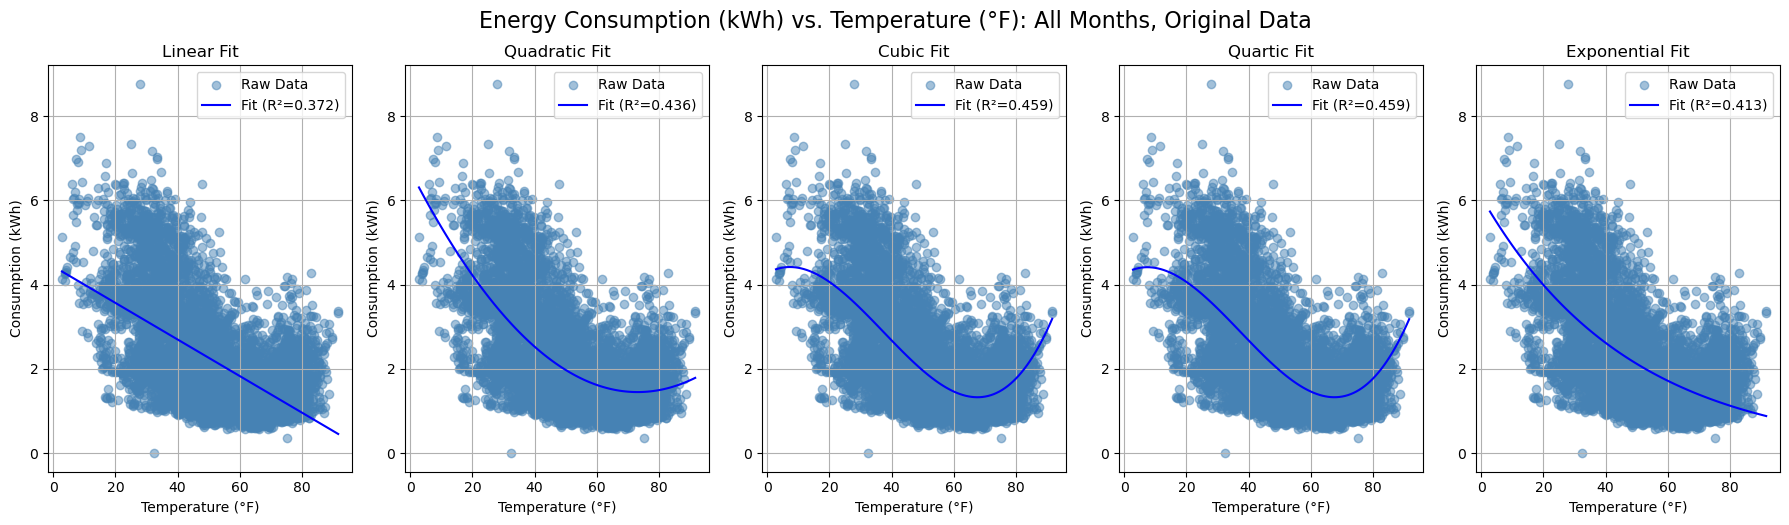 Energy Consumption (kWh) vs. Temperature (°F): All Months, Original Data
Linear Fit
Raw Data
Fit (R²=0.372)
Consumption (kWh)
8
6
4
2
0
0 20 40 60 80
Temperature (°F)
Quadratic Fit
Raw Data
Fit (R²=0.436)
Consumption (kWh)
8
6
4
2
0
0 20 40 60 80
Temperature (°F)
Cubic Fit
Raw Data
Fit (R²=0.459)
Consumption (kWh)
8
6
4
2
0
0 20 40 60 80
Temperature (°F)
Quartic Fit
Raw Data
Fit (R²=0.459)
Consumption (kWh)
8
6
4
2
0
0 20 40 60 80
Temperature (°F)
Exponential Fit
Raw Data
Fit (R²=0.413)
Consumption (kWh)
8
6
4
2
0
0 20 40 60 80
Temperature (°F)